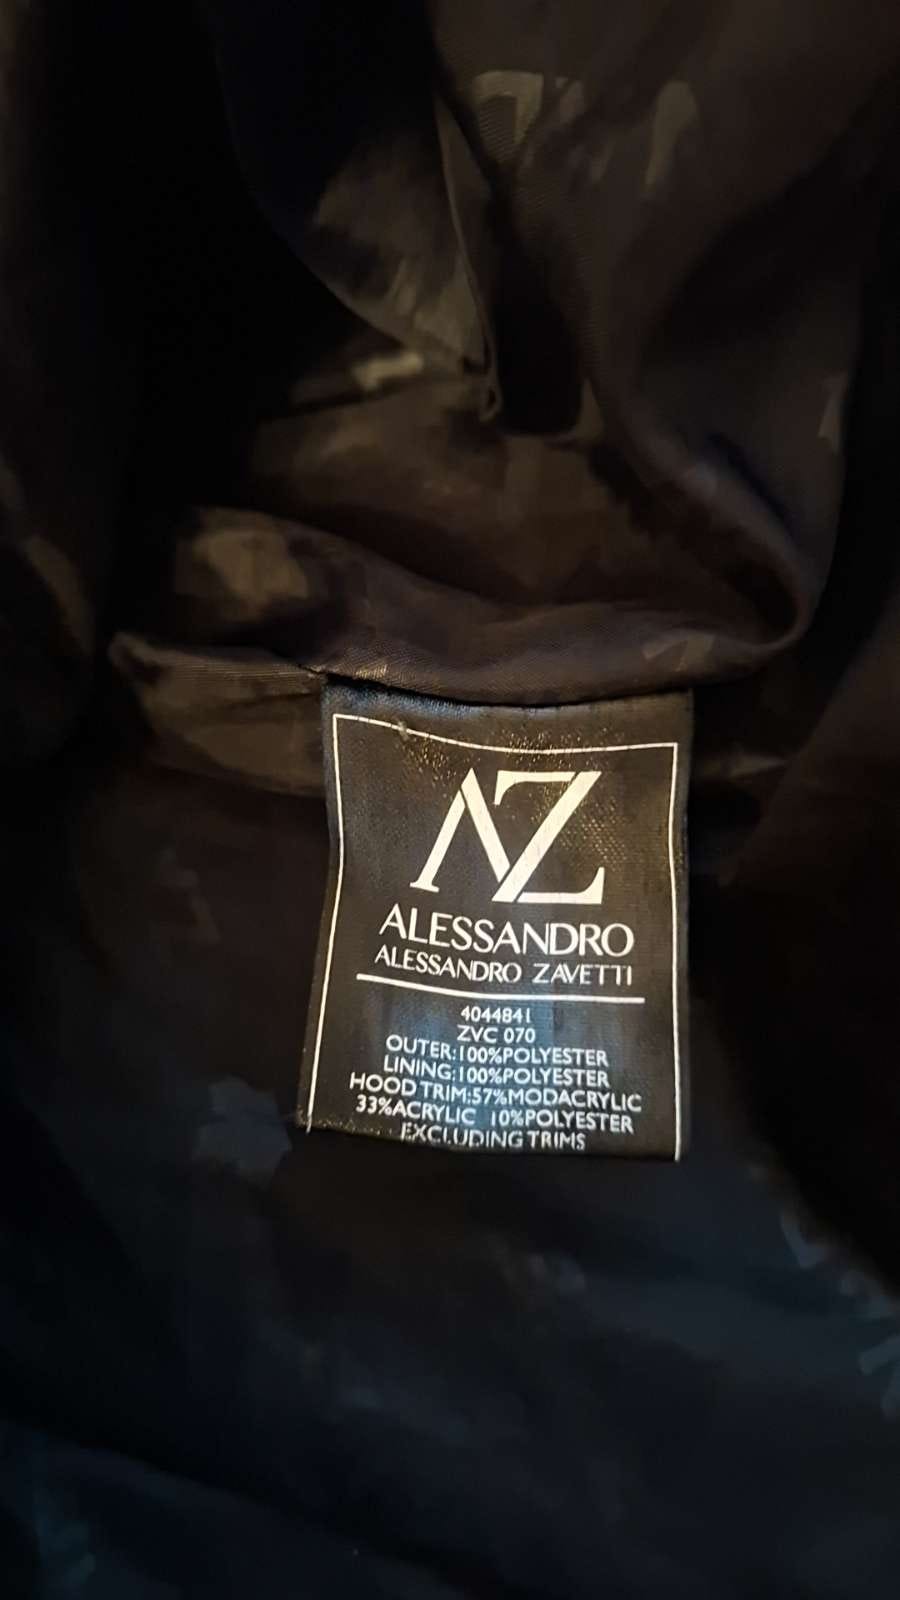 AZ
ALESSANDRO
ALESSANDRO ZAVETTI
4044841
ZVC 070
OUTER:100%POLYESTER
LINING:100%POLYESTER
HOOD TRIM:57%MODACRYLIC
33%ACRYLIC 10%POLYESTER
EXCLUDING TRIMS